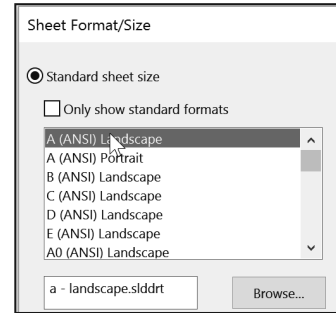 Sheet Format/Size
Standard sheet size
Only show standard formats
A (ANSI) Landscape
A (ANSI) Portrait
B (ANSI) Landscape
C (ANSI) Landscape
D (ANSI) Landscape
E (ANSI) Landscape
A0 (ANSI) Landscape
a - landscape.slddrt
Browse...